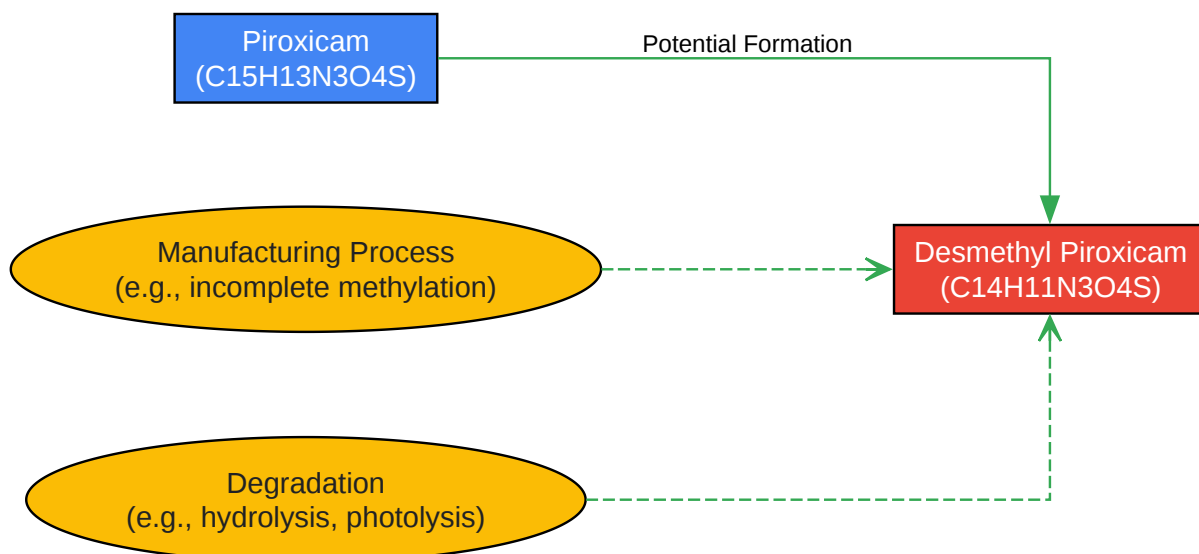 Piroxicam
(C15H13N3O4S)
Potential Formation
Manufacturing Process
(e.g., incomplete methylation)
Desmethyl Piroxicam
(C14H11N3O4S)
Degradation
(e.g., hydrolysis, photolysis)